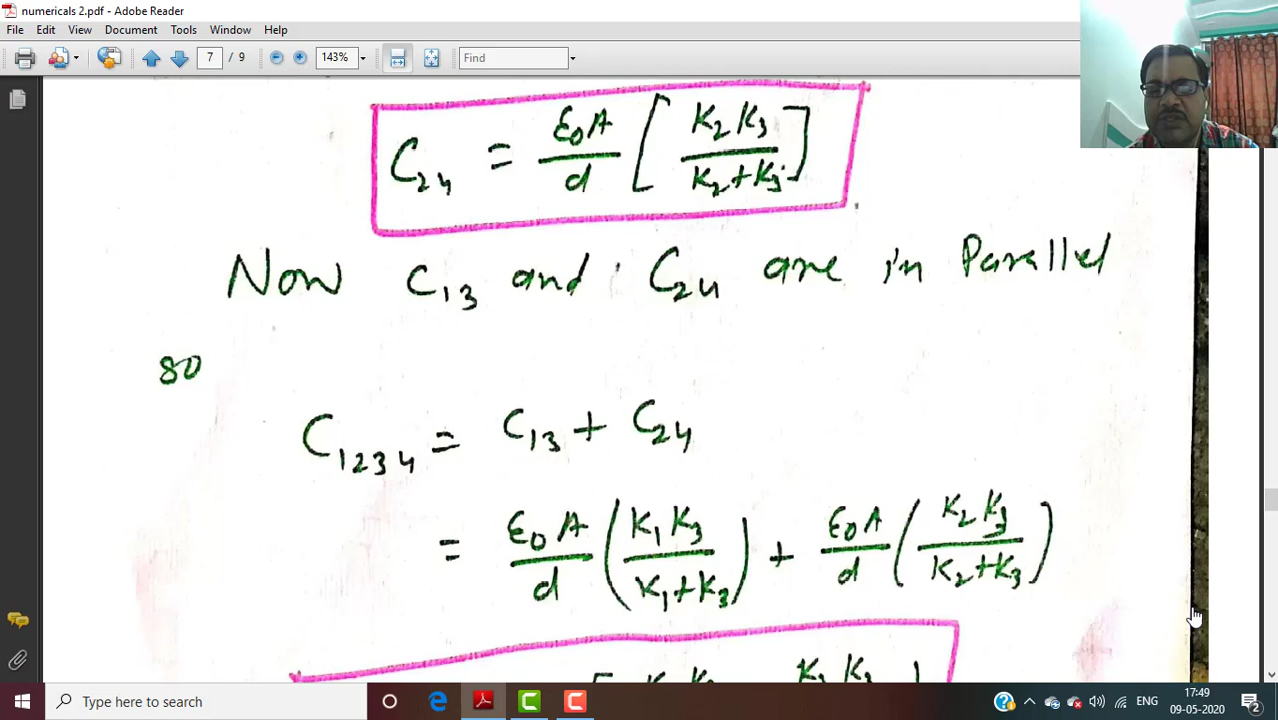 numericals 2.pdf - Adobe Reader
File Edit View Document Tools Window Help
7 / 9 143% Find
C₂₄ = ε₀A/d [ K₂K₃/K₂+K₃ ]
Now C₁₃ and C₂₄ are in Parallel
so
C₁₂₃₄ = C₁₃ + C₂₄
= ε₀A/d ( K₁K₃/K₁+K₃ ) + ε₀A/d ( K₂K₃/K₂+K₃ )
Type here to search
ENG
17:49
09-05-2020
2